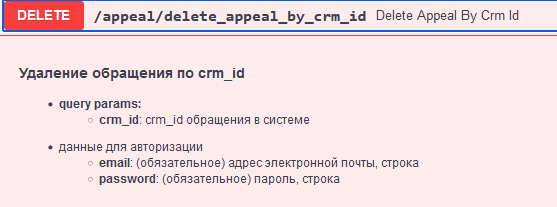 DELETE /appeal/delete_appeal_by_crm_id Delete Appeal By Crm Id
Удаление обращения по crm_id
query params:
crm_id: crm_id обращения в системе
данные для авторизации
email: (обязательное) адрес электронной почты, строка
password: (обязательное) пароль, строка